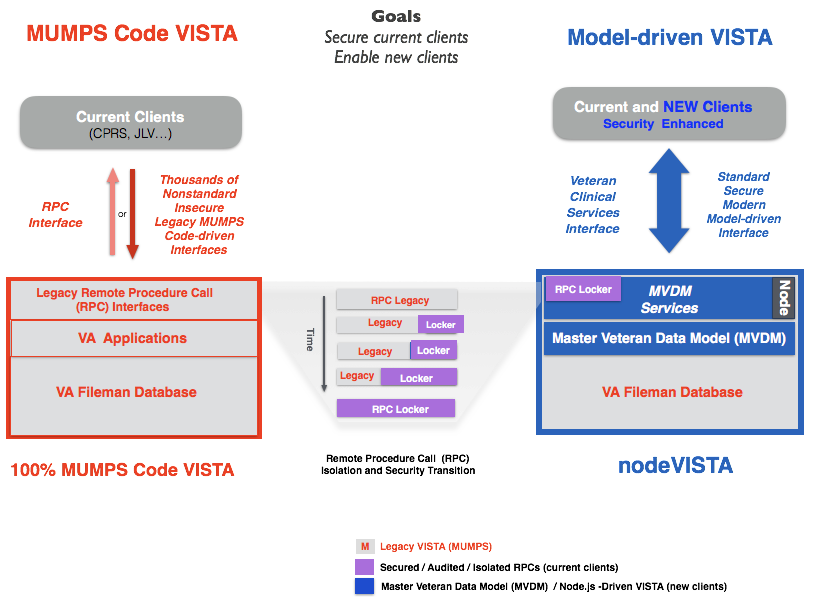 Goals
Secure current clients
Enable new clients
MUMPS Code VISTA
Model-driven VISTA
Current Clients
(CPRS, JLV...)
Current and NEW Clients
Security Enhanced
RPC
Interface
or
Thousands of
Nonstandard
Insecure
Legacy MUMPS
Code-driven
Interfaces
Veteran
Clinical
Services
Interface
Standard
Secure
Modern
Model-driven
Interface
Legacy Remote Procedure Call
(RPC) Interfaces
VA Applications
VA Fileman Database
100% MUMPS Code VISTA
Time
RPC Legacy
Legacy Locker
Legacy Locker
Legacy Locker
RPC Locker
Remote Procedure Call (RPC)
Isolation and Security Transition
RPC Locker
MVDM
Services
Node
Master Veteran Data Model (MVDM)
VA Fileman Database
nodeVISTA
M Legacy VISTA (MUMPS)
Secured / Audited / Isolated RPCs (current clients)
Master Veteran Data Model (MVDM) / Node.js -Driven VISTA (new clients)